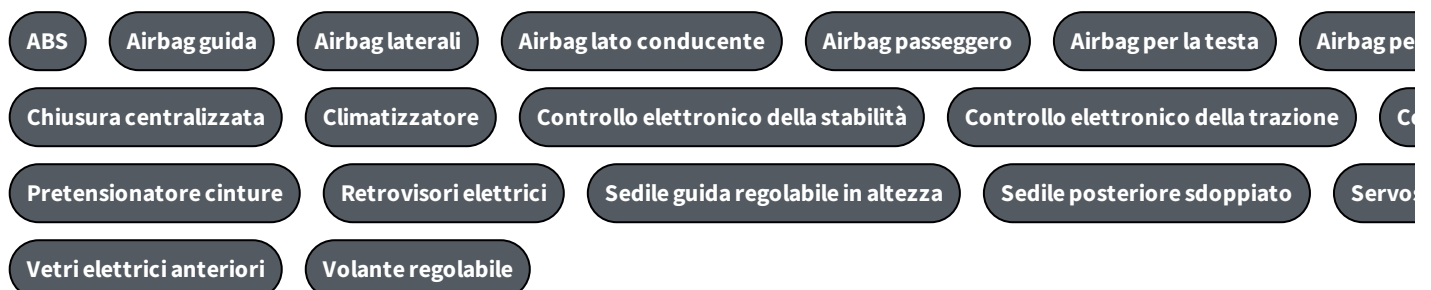 ABS Airbag guida Airbag laterali Airbag lato conducente Airbag passeggero Airbag per la testa Airbag
Chiusura centralizzata Climatizzatore Controllo elettronico della stabilità Controllo elettronico della trazione
Pretensionatore cinture Retrovisori elettrici Sedile guida regolabile in altezza Sedile posteriore sdoppiato
Vetri elettrici anteriori Volante regolabile